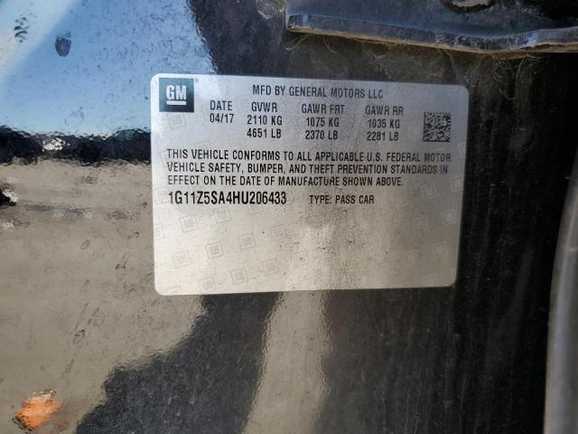 GM
MFD BY GENERAL MOTORS LLC
DATE GVWR GAWR FRT GAWR RR
04/17 2110 KG 1075 KG 1035 KG
4651 LB 2370 LB 2281 LB
THIS VEHICLE CONFORMS TO ALL APPLICABLE U.S. FEDERAL MOTOR
VEHICLE SAFETY, BUMPER, AND THEFT PREVENTION STANDARDS IN
EFFECT ON THE DATE OF MANUFACTURE SHOWN ABOVE.
1G11Z5SA4HU206433 TYPE: PASS CAR